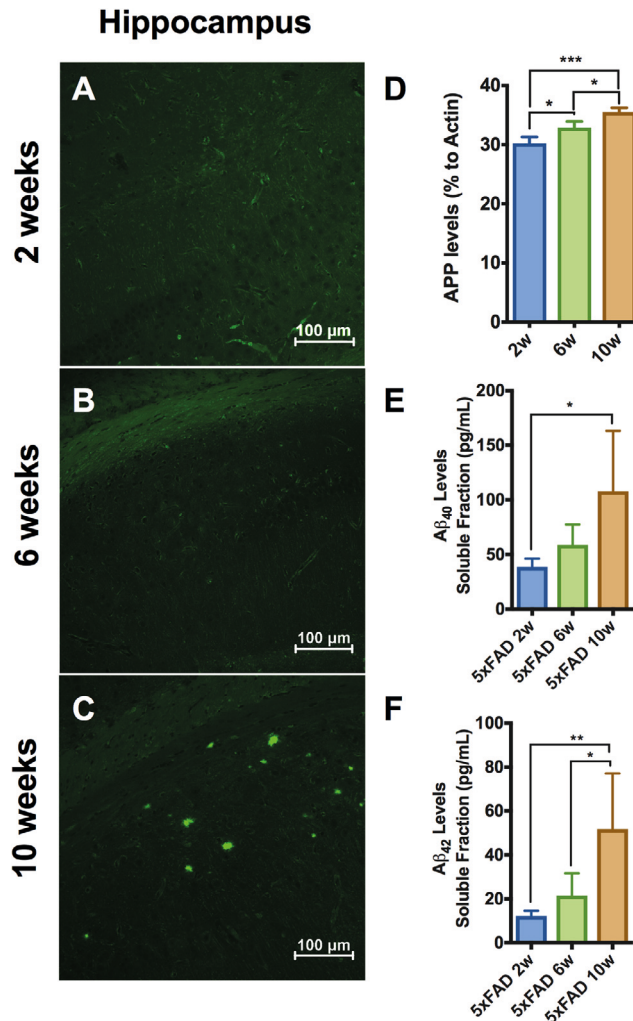 Hippocampus
2 weeks
A
100 µm
6 weeks
B
100 µm
10 weeks
C
100 µm
D
***
*
*
APP levels (% to Actin)
40
30
20
10
0
2w
6w
10w
E
*
Aβ40 Levels
Soluble Fraction (pg/mL)
200
150
100
50
0
5xFAD 2w
5xFAD 6w
5xFAD 10w
F
**
*
Aβ42 Levels
Soluble Fraction (pg/mL)
100
80
60
40
20
0
5xFAD 2w
5xFAD 6w
5xFAD 10w